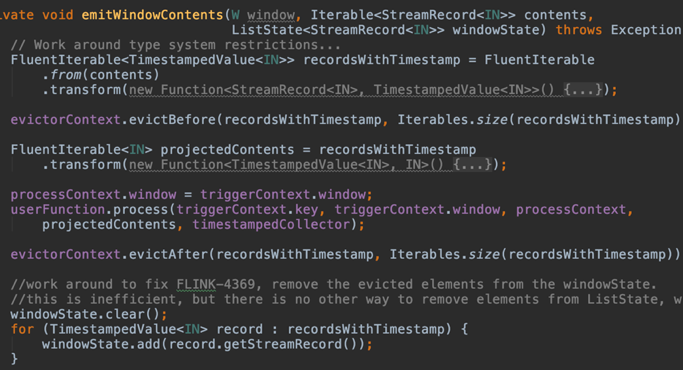 ivate void emitWindowContents(W window, Iterable<StreamRecord<IN>> contents,
ListState<StreamRecord<IN>> windowState) throws Exception
// Work around type system restrictions...
FluentIterable<TimestampedValue<IN>> recordsWithTimestamp = FluentIterable
.from(contents)
.transform(new Function<StreamRecord<IN>, TimestampedValue<IN>>() {...});
evictorContext.evictBefore(recordsWithTimestamp, Iterables.size(recordsWithTimestamp)
FluentIterable<IN> projectedContents = recordsWithTimestamp
.transform(new Function<TimestampedValue<IN>, IN>() {...});
processContext.window = triggerContext.window;
userFunction.process(triggerContext.key, triggerContext.window, processContext,
projectedContents, timestampedCollector);
evictorContext.evictAfter(recordsWithTimestamp, Iterables.size(recordsWithTimestamp))
//work around to fix FLINK-4369, remove the evicted elements from the windowState.
//this is inefficient, but there is no other way to remove elements from ListState, w
windowState.clear();
for (TimestampedValue<IN> record : recordsWithTimestamp) {
windowState.add(record.getStreamRecord());
}